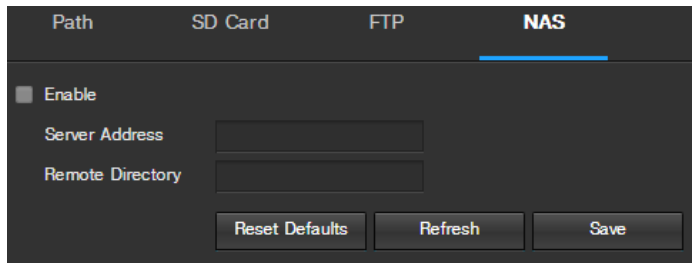 Path SD Card FTP NAS
Enable
Server Address
Remote Directory
Reset Defaults Refresh Save